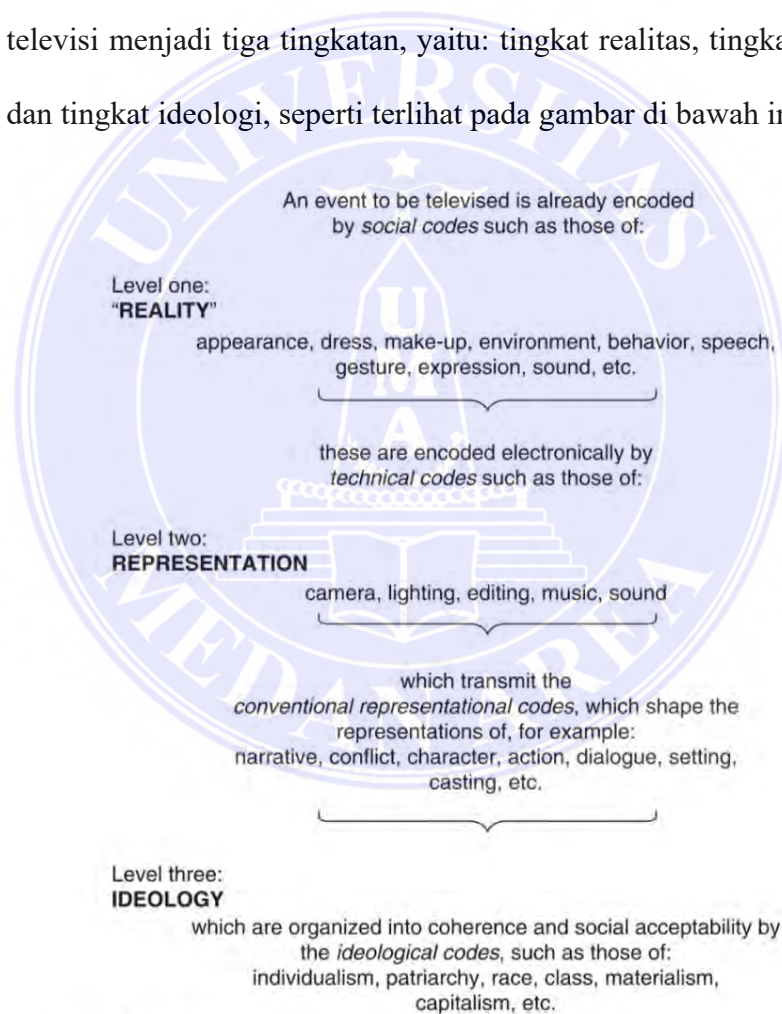 televisi menjadi tiga tingkatan, yaitu: tingkat realitas,
dan tingkat ideologi, seperti terlihat pada gambar di bawah
UNIVERSITAS
An event to be televised is already encoded
by social codes such as those of:
Level one:
“REALITY”
appearance, dress, make-up, environment, behavior, speech,
gesture, expression, sound, etc.
UMA
these are encoded electronically by
technical codes such as those of:
Level two:
REPRESENTATION
camera, lighting, editing, music, sound
MEDAN AREA
which transmit the
conventional representational codes, which shape the
representations of, for example:
narrative, conflict, character, action, dialogue, setting,
casting, etc.
Level three:
IDEOLOGY
which are organized into coherence and social acceptability by
the ideological codes, such as those of:
individualism, patriarchy, race, class, materialism,
capitalism, etc.